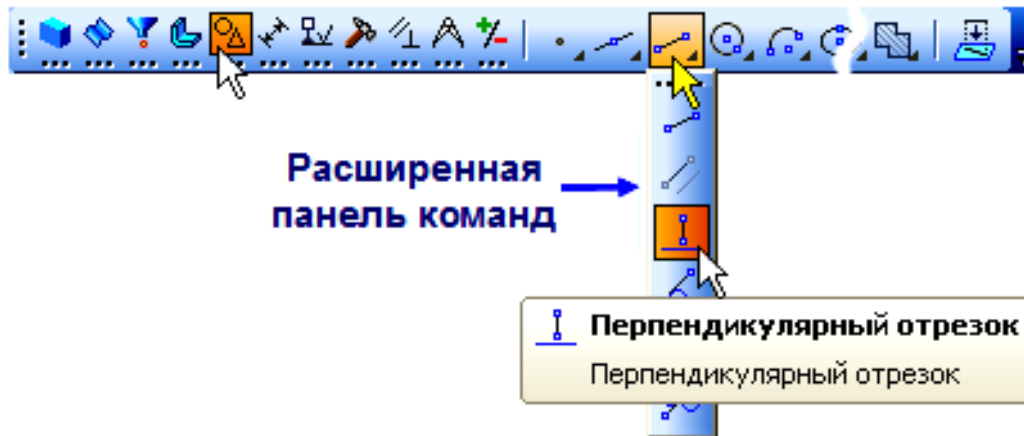 Расширенная
панель команд
Перпендикулярный отрезок
Перпендикулярный отрезок